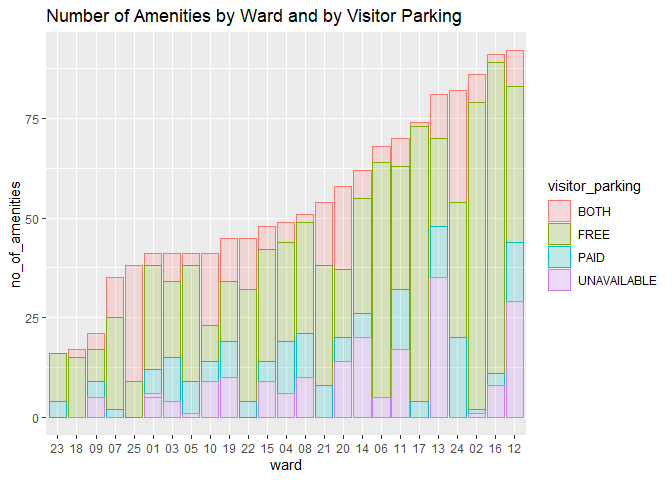 Number of Amenities by Ward and by Visitor Parking
no_of_amenities
75
50
25
0
23 18 09 07 25 01 03 05 10 19 22 15 04 08 21 20 14 06 11 17 13 24 02 16 12
ward
visitor_parking
BOTH
FREE
PAID
UNAVAILABLE